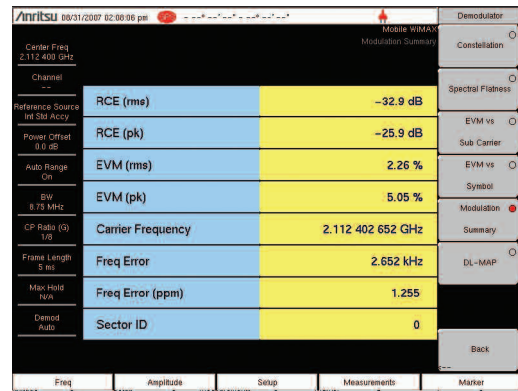 Anritsu 08/31/2007 02:08:06 pm
Mobile WiMAX
Modulation Summary
Center Freq
2.112 400 GHz
Channel
--
Reference Source
Int Std Accy
Power Offset
0.0 dB
Auto Range
On
BW
8.75 MHz
CP Ratio (G)
1/8
Frame Length
5 ms
Max Hold
N/A
Demod
Auto
RCE (rms) -32.9 dB
RCE (pk) -25.9 dB
EVM (rms) 2.26 %
EVM (pk) 5.05 %
Carrier Frequency 2.112 402 652 GHz
Freq Error 2.652 kHz
Freq Error (ppm) 1.255
Sector ID 0
Demodulator
Constellation
Spectral Flatness
EVM vs
Sub Carrier
EVM vs
Symbol
Modulation
Summary
DL-MAP
Back
Freq Amplitude Setup Measurements Marker